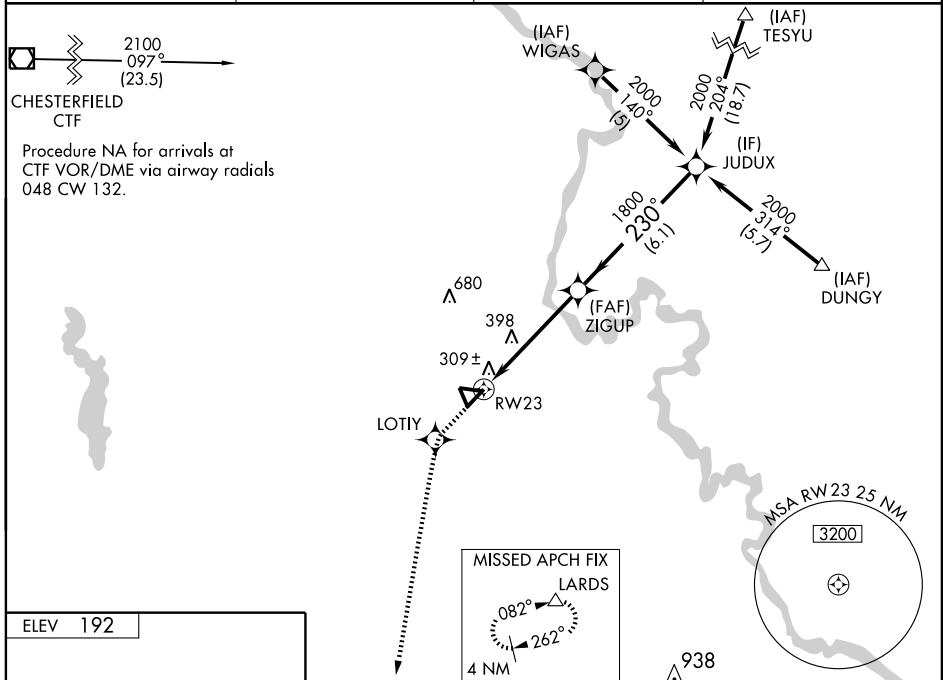 2100
097°
(23.5)
CHESTERFIELD
CTF
Procedure NA for arrivals at
CTF VOR/DME via airway radials
048 CW 132.
(IAF)
WIGAS
(IAF)
TESYU
2000
140°
(5)
2000
204°
(18.7)
(IF)
JUDUX
1800
230°
(6.1)
2000
314°
(5.7)
(IAF)
DUNGY
(FAF)
ZIGUP
680
398
309±
RW23
LOTIY
MSA RW 23 25 NM
3200
MISSED APCH FIX
LARDS
082°
262°
4 NM
938
ELEV 192